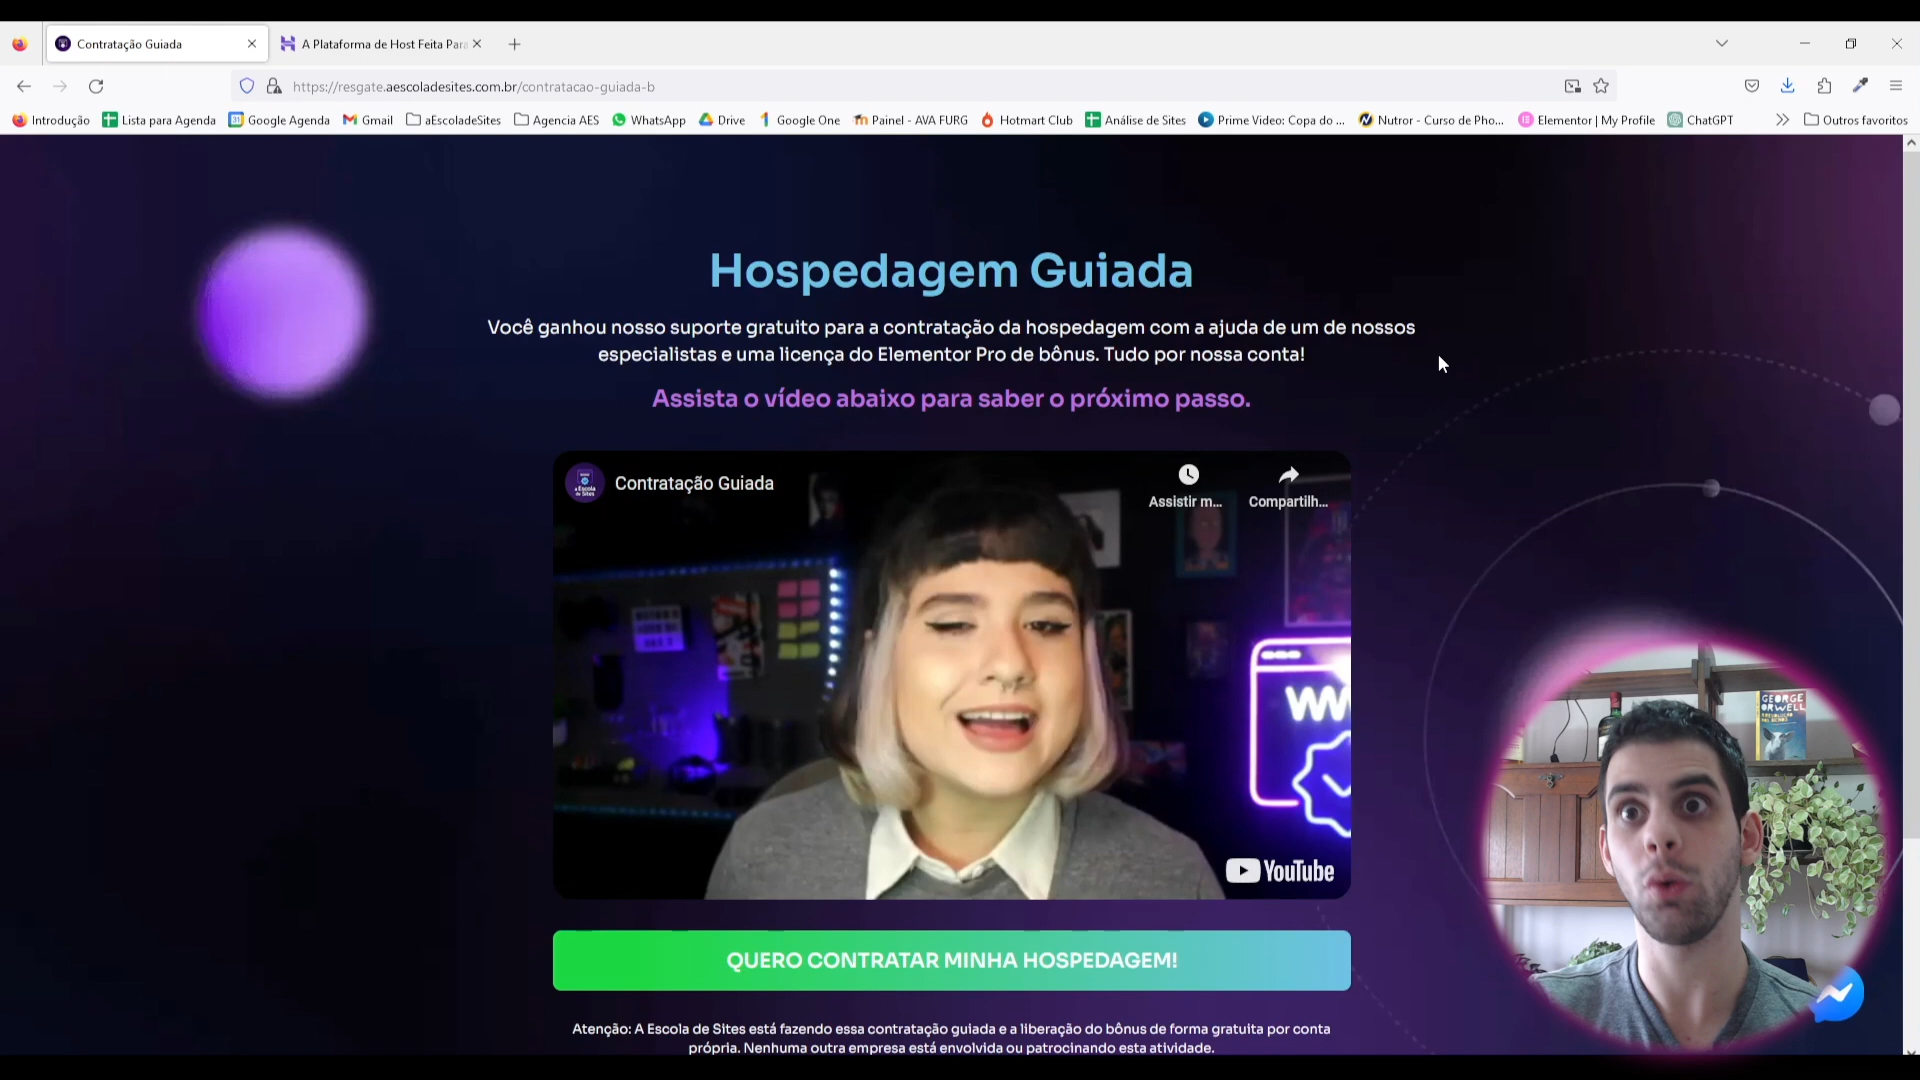 Contratação Guiada
A Plataforma de Host Feita Par
https://resgate.aescoladesites.com.br/contratacao-guiada-b
Introdução
Lista para Agenda
31
Google Agenda
Gmail
aEscoladeSites
Agencia AES
WhatsApp
Drive
Google One
Painel - AVA FURG
Hotmart Club
Análise de Sites
Prime Video: Copa do ...
Nutror - Curso de Pho...
Elementor | My Profile
ChatGPT
Outros favoritos
Hospedagem Guiada
Você ganhou nosso suporte gratuito para a contratação da hospedagem com a ajuda de um de nossos
especialistas e uma licença do Elementor Pro de bônus. Tudo por nossa conta!
Assista o vídeo abaixo para saber o próximo passo.
a Escola
de Sites
Contratação Guiada
Assistir m...
Compartilh...
YouTube
GEORGE
ORWELL
QUERO CONTRATAR MINHA HOSPEDAGEM!
Atenção: A Escola de Sites está fazendo essa contratação guiada e a liberação do bônus de forma gratuita por conta
própria. Nenhuma outra empresa está envolvida ou patrocinando esta atividade.